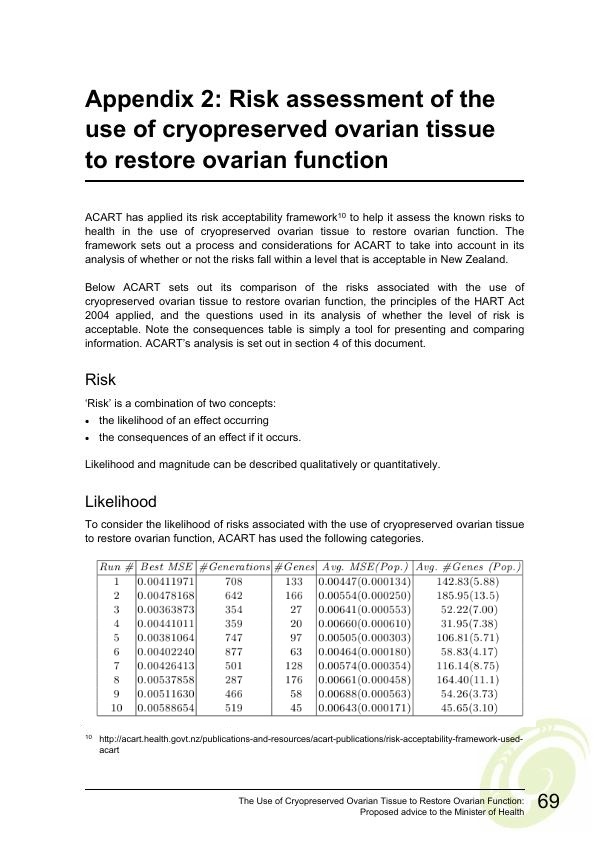 Appendix 2: Risk assessment of the
use of cryopreserved ovarian tissue
to restore ovarian function
ACART has applied its risk acceptability framework10 to help it assess the known risks to
health in the use of cryopreserved ovarian tissue to restore ovarian function. The
framework sets out a process and considerations for ACART to take into account in its
analysis of whether or not the risks fall within a level that is acceptable in New Zealand.
Below ACART sets out its comparison of the risks associated with the use of
cryopreserved ovarian tissue to restore ovarian function, the principles of the HART Act
2004 applied, and the questions used in its analysis of whether the level of risk is
acceptable. Note the consequences table is simply a tool for presenting and comparing
information. ACART's analysis is set out in section 4 of this document.
Risk
'Risk' is a combination of two concepts:
• the likelihood of an effect occurring
• the consequences of an effect if it occurs.
Likelihood and magnitude can be described qualitatively or quantitatively.
Likelihood
To consider the likelihood of risks associated with the use of cryopreserved ovarian tissue
to restore ovarian function, ACART has used the following categories.
Run # Best MSE #Generations #Genes Avg. MSE(Pop.) Avg. #Genes (Pop.)
1 0.00411971 708 133 0.00447(0.000134) 142.83(5.88)
2 0.00478168 642 166 0.00554(0.000250) 185.95(13.5)
3 0.00363873 354 27 0.00641(0.000553) 52.22(7.00)
4 0.00441011 359 20 0.00660(0.000610) 31.95(7.38)
5 0.00381064 747 97 0.00505(0.000303) 106.81(5.71)
6 0.00402240 877 63 0.00464(0.000180) 58.83(4.17)
7 0.00426413 501 128 0.00574(0.000354) 116.14(8.75)
8 0.00537858 287 176 0.00661(0.000458) 164.40(11.1)
9 0.00511630 466 58 0.00688(0.000563) 54.26(3.73)
10 0.00588654 519 45 0.00643(0.000171) 45.65(3.10)
10 http://acart.health.govt.nz/publications-and-resources/acart-publications/risk-acceptability-framework-used-
acart
The Use of Cryopreserved Ovarian Tissue to Restore Ovarian Function: 69
Proposed advice to the Minister of Health